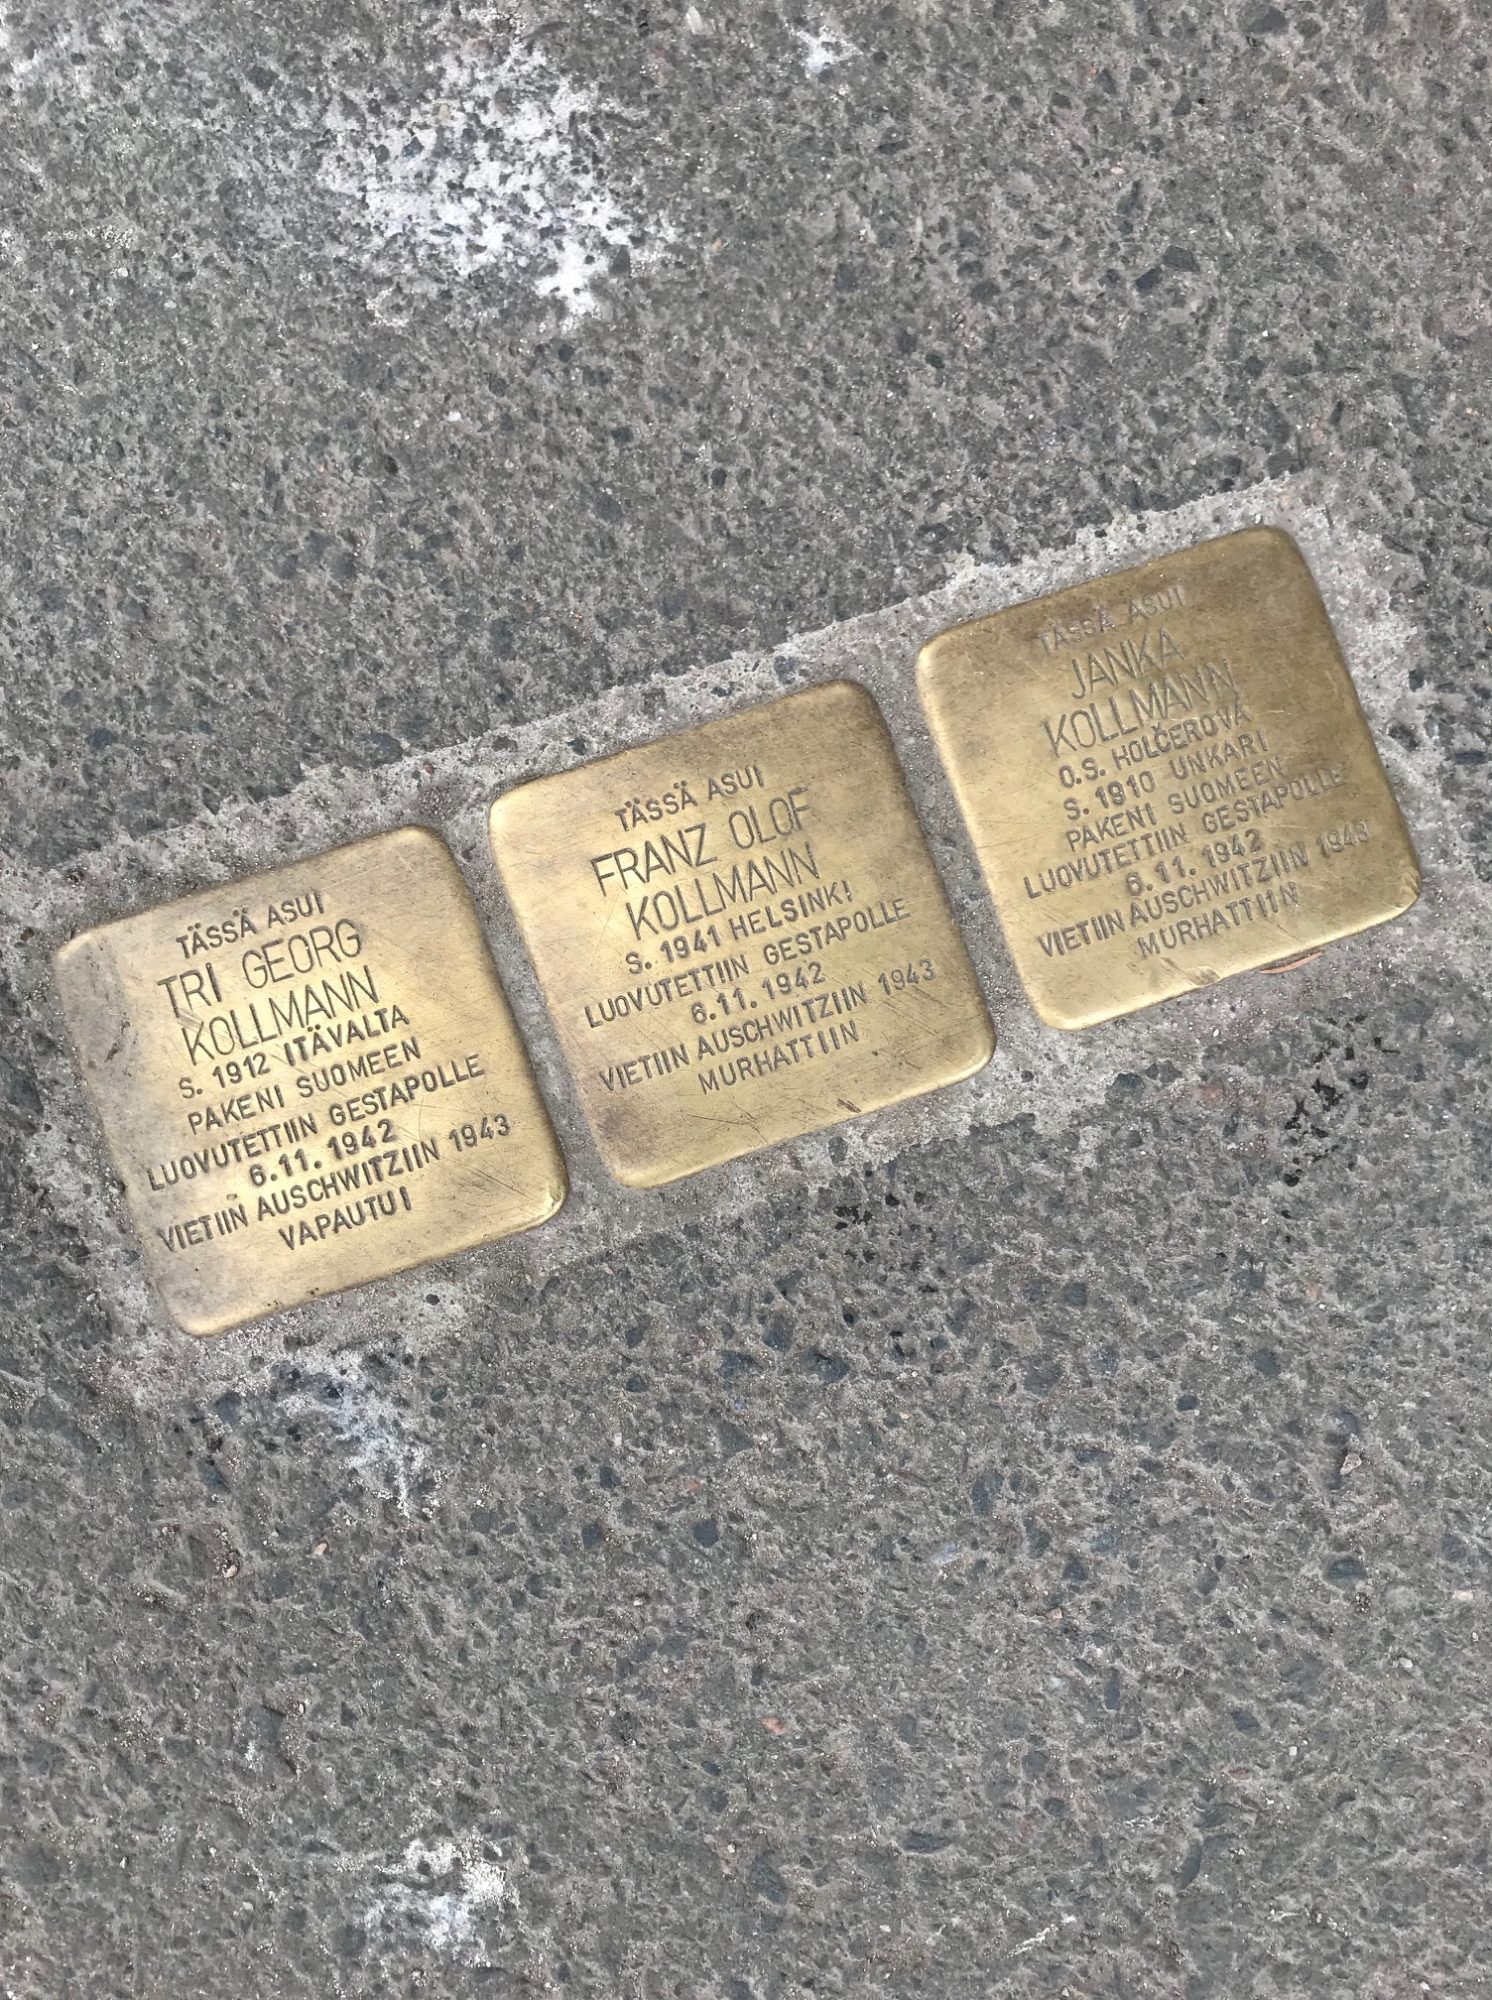 TÄSSÄ ASUI
TRI GEORG
KOLLMANN
S. 1912 ITÄVALTA
PAKENI SUOMEEN
LUOVUTETTIIN GESTAPOLLE
6.11.1942
VIETIIN AUSCHWITZIIN 1943
VAPAUTUI
TÄSSÄ ASUI
FRANZ OLOF
KOLLMANN
S. 1941 HELSINKI
LUOVUTETTIIN GESTAPOLLE
6.11.1942
VIETIIN AUSCHWITZIIN 1943
MURHATTIIN
TÄSSÄ ASUI
JANKA
KOLLMANN
O.S. HOLČEROVÁ
S. 1910 UNKARI
PAKENI SUOMEEN
LUOVUTETTIIN GESTAPOLLE
6.11.1942
VIETIIN AUSCHWITZIIN 1943
MURHATTIIN